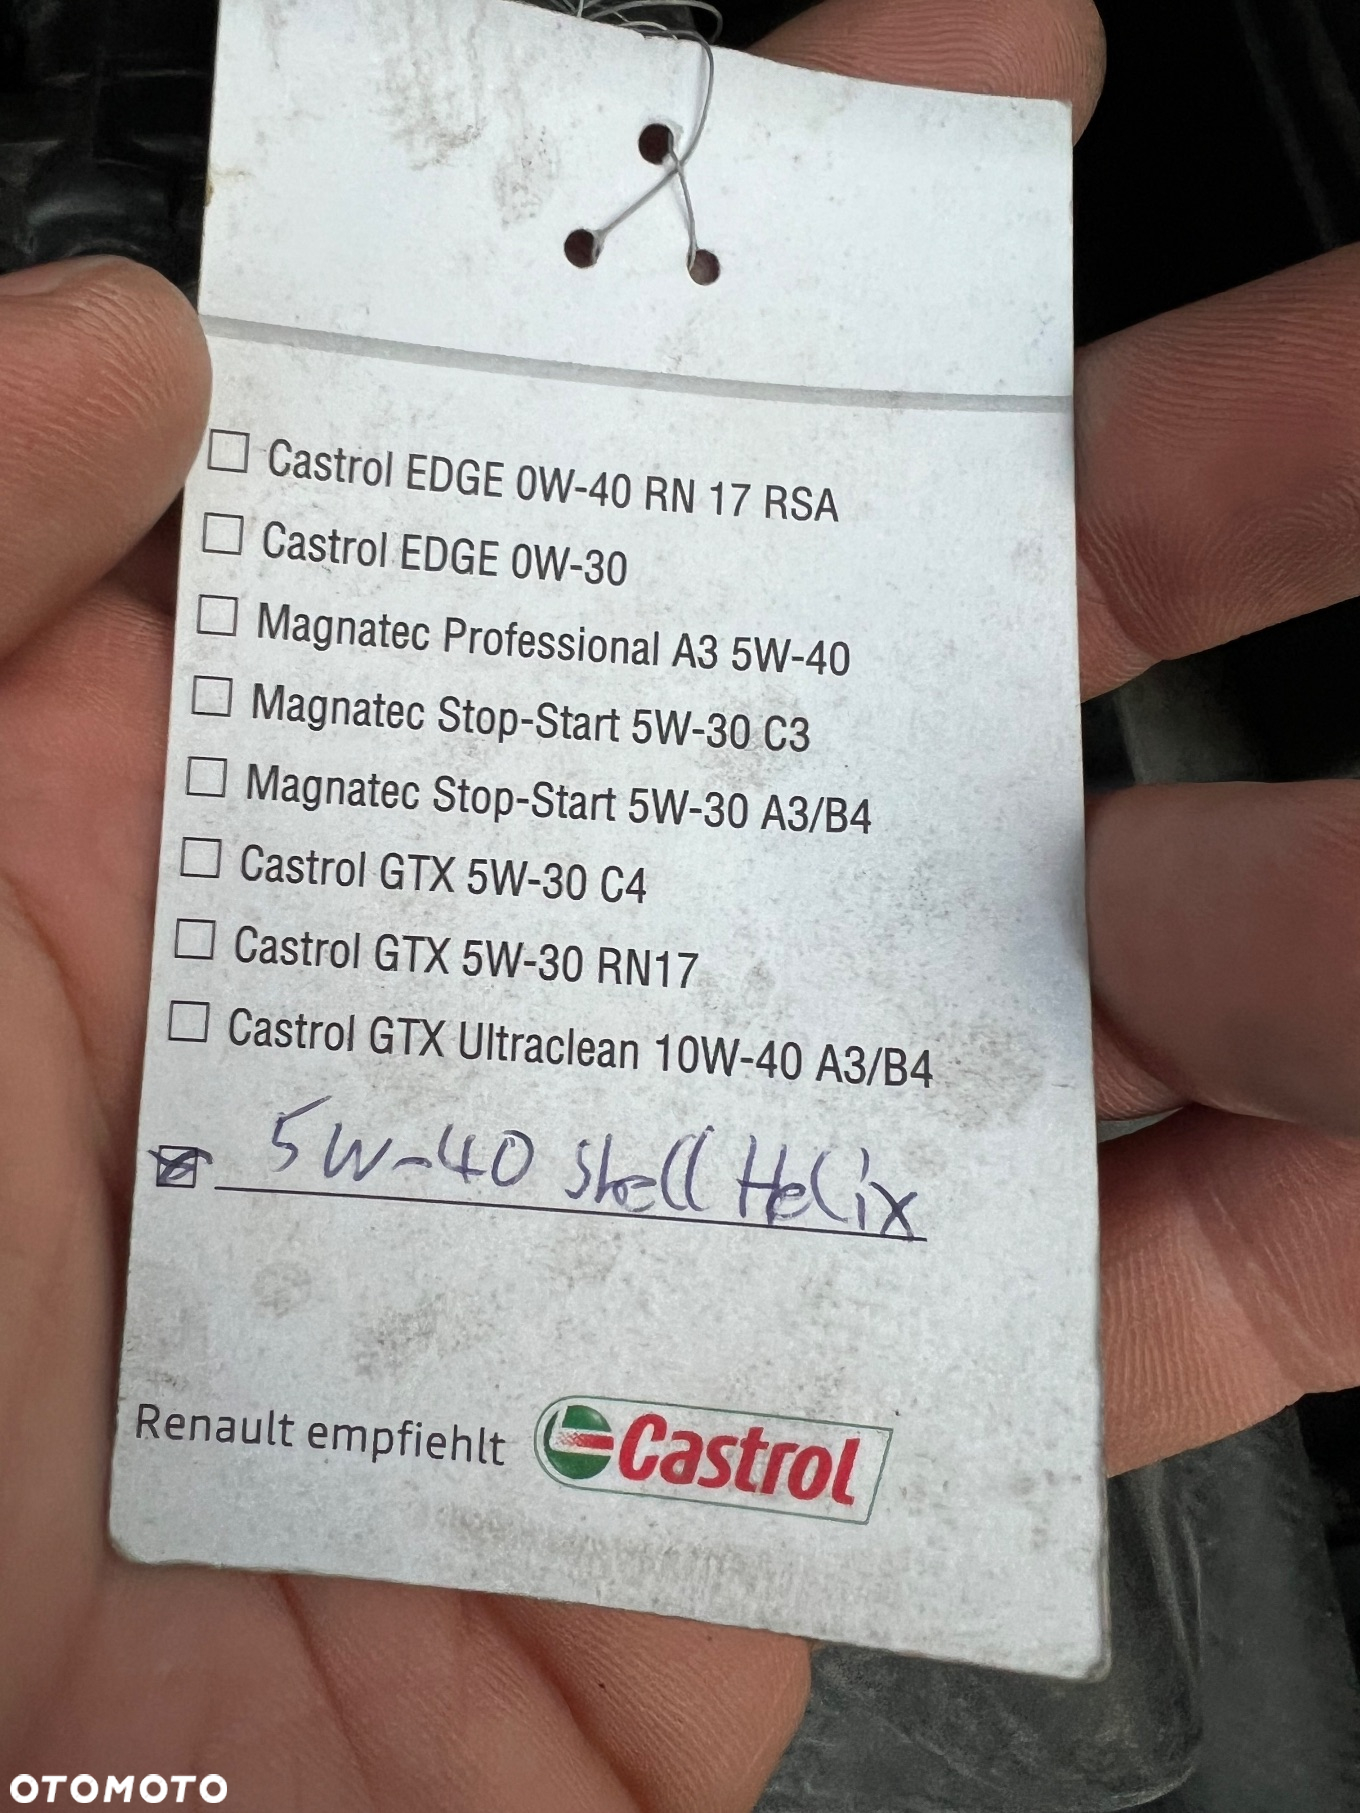 Castrol EDGE 0W-40 RN 17 RSA
Castrol EDGE 0W-30
Magnatec Professional A3 5W-40
Magnatec Stop-Start 5W-30 C3
Magnatec Stop-Start 5W-30 A3/B4
Castrol GTX 5W-30 C4
Castrol GTX 5W-30 RN17
Castrol GTX Ultraclean 10W-40 A3/B4
5W-40 Shell Helix
Renault empfiehlt Castrol
OTOMOTO